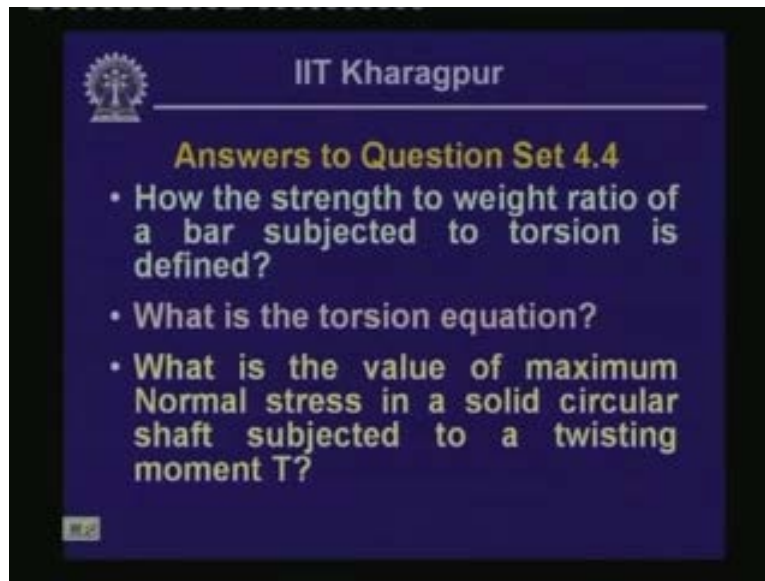 IIT Kharagpur
Answers to Question Set 4.4
• How the strength to weight ratio of
a bar subjected to torsion is
defined?
• What is the torsion equation?
• What is the value of maximum
Normal stress in a solid circular
shaft subjected to a twisting
moment T?